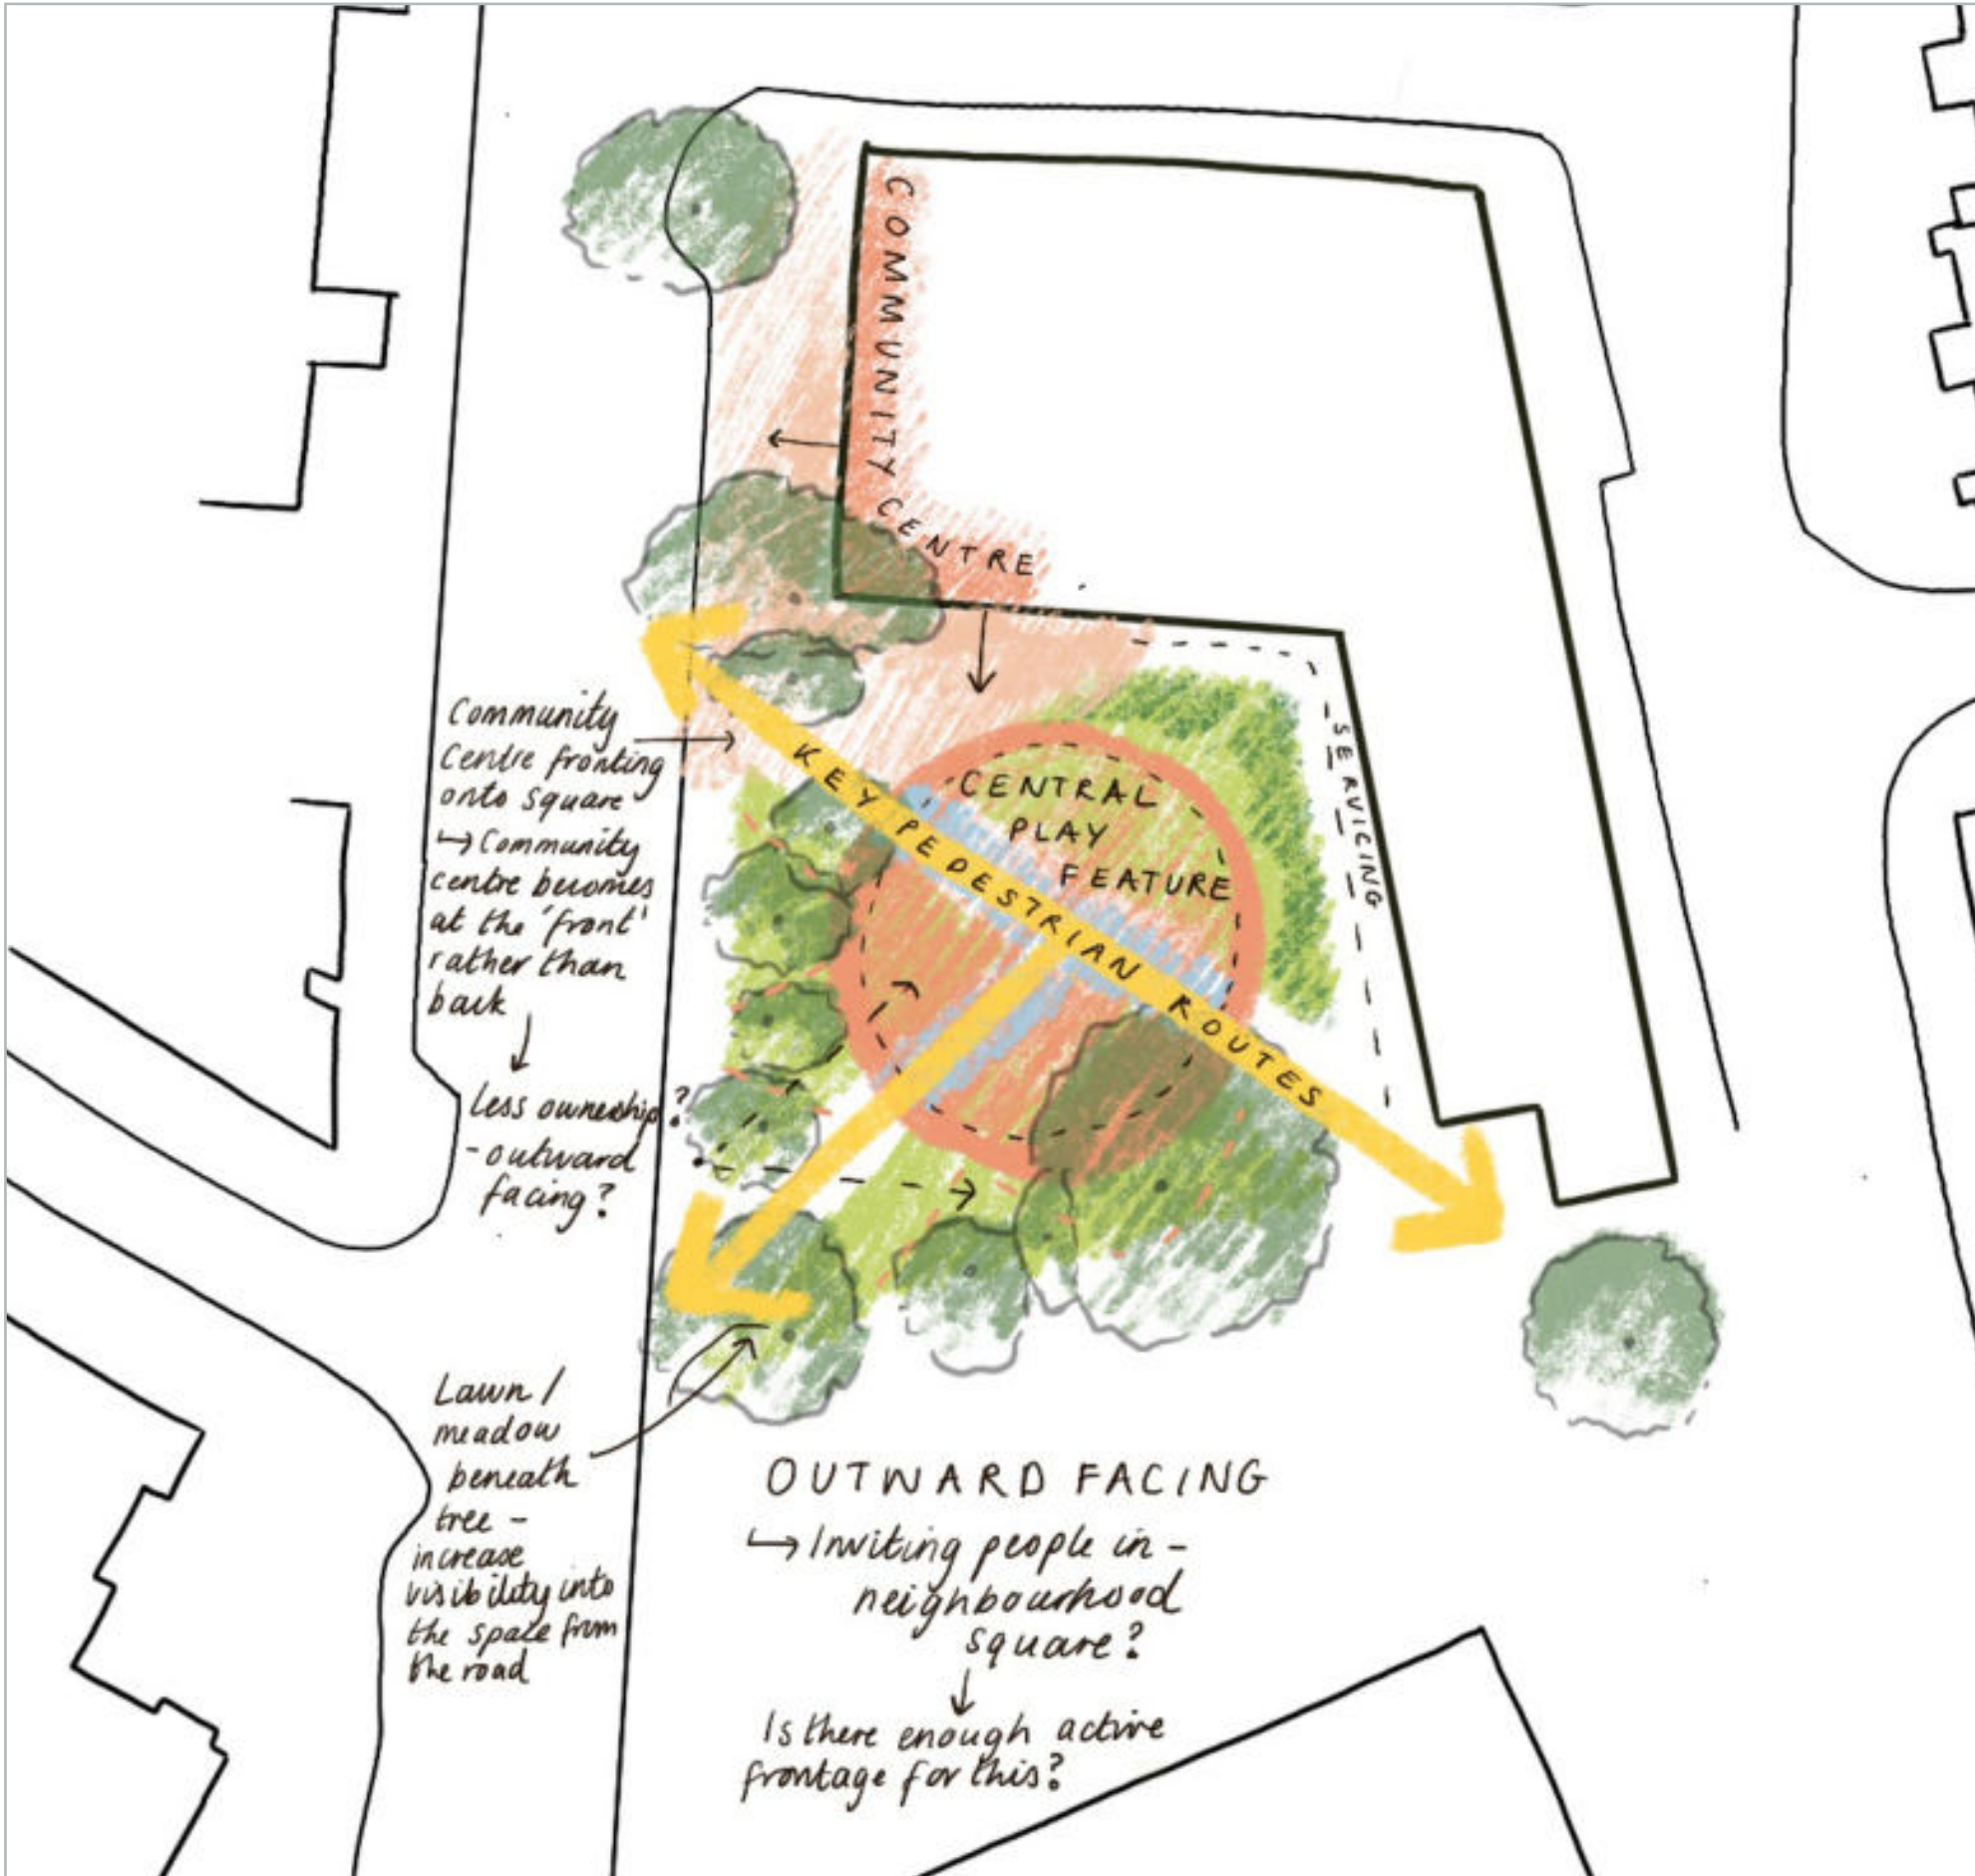 COMMUNITY CENTRE
Community
Centre fronting
onto square
↳ Community
centre becomes
at the 'front'
rather than
back
less ownership?
- outward
facing?
KEY PEDESTRIAN ROUTES
CENTRAL
PLAY
FEATURE
SERVICING
Lawn /
meadow
beneath
tree -
increase
visibility into
the space from
the road
OUTWARD FACING
↳ Inviting people in -
neighbourhood
square?
Is there enough active
frontage for this?